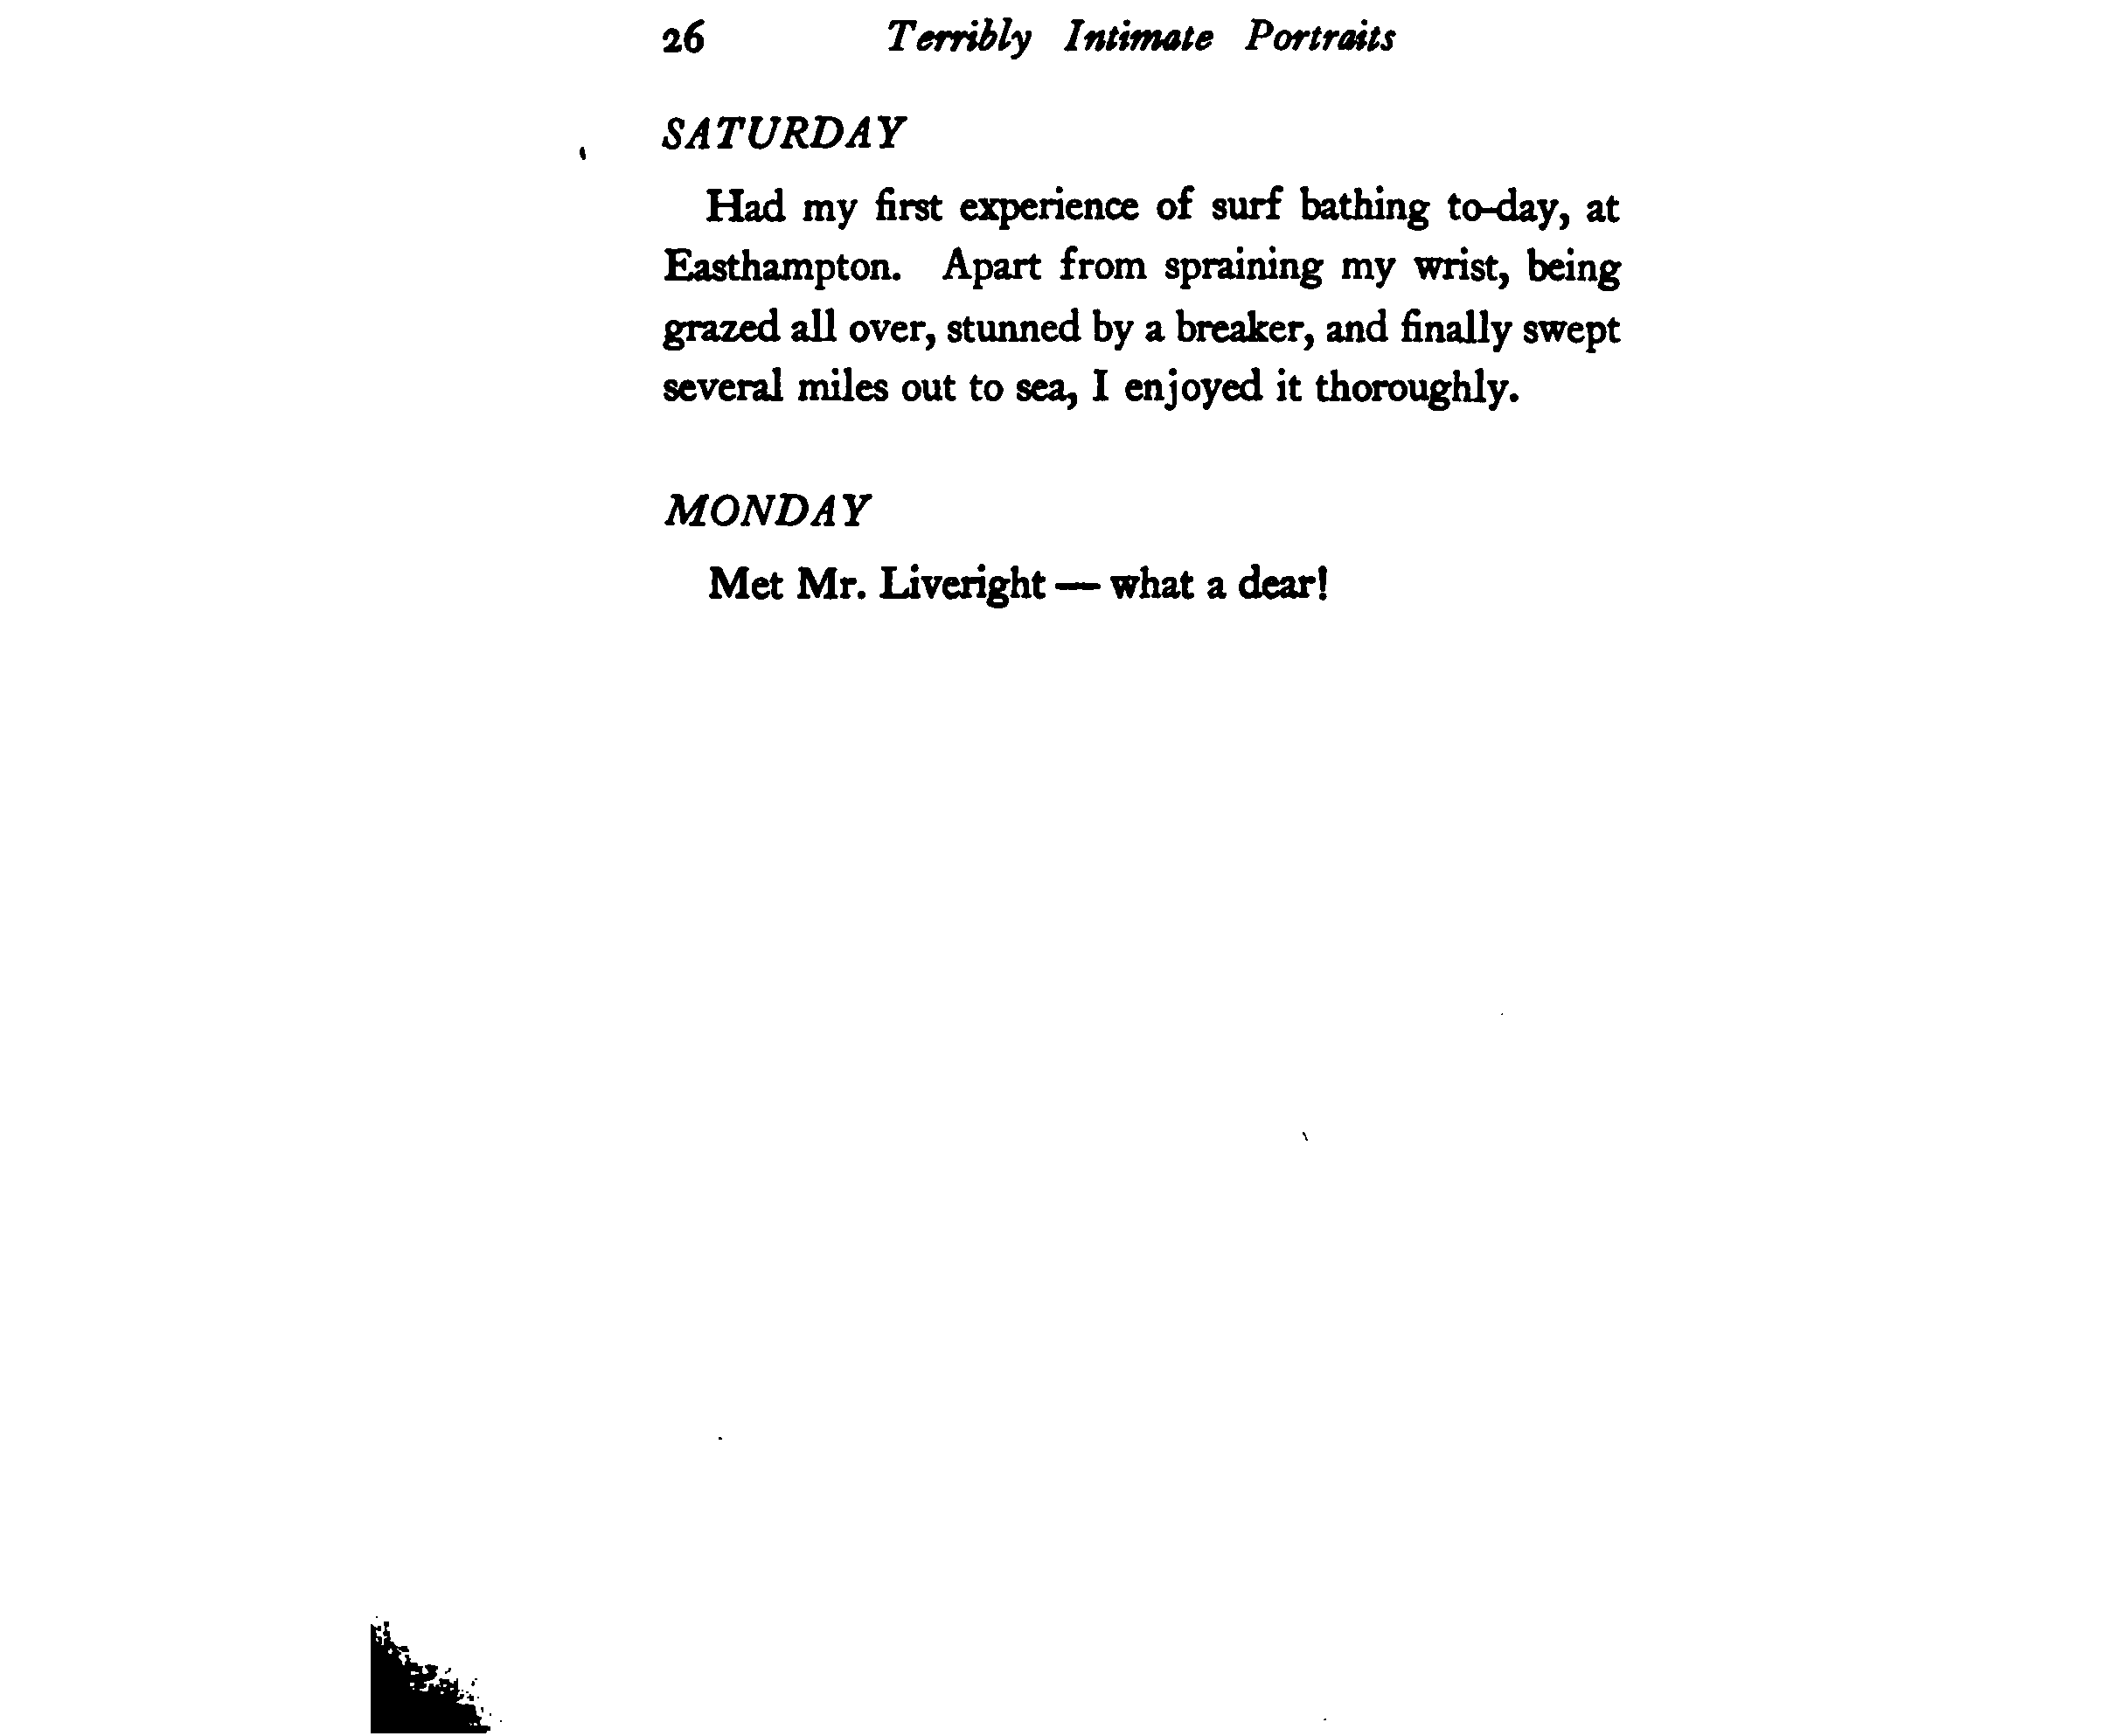 26 Terribly Intimate Portraits
SATURDAY
Had my first experience of surf bathing to-day, at
Easthampton. Apart from spraining my wrist, being
grazed all over, stunned by a breaker, and finally swept
several miles out to sea, I enjoyed it thoroughly.
MONDAY
Met Mr. Liveright — what a dear!